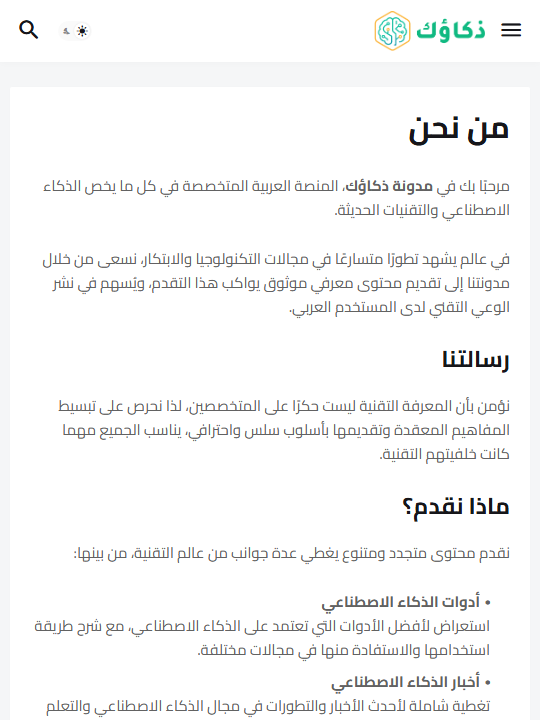 ذكاؤك
من نحن
مرحبًا بك في مدونة ذكاؤك، المنصة العربية المتخصصة في كل ما يخص الذكاء
الاصطناعي والتقنيات الحديثة.
في عالم يشهد تطورًا متسارعًا في مجالات التكنولوجيا والابتكار، نسعى من خلال
مدونتنا إلى تقديم محتوى معرفي موثوق يواكب هذا التقدم، ويُسهم في نشر
الوعي التقني لدى المستخدم العربي.
رسالتنا
نؤمن بأن المعرفة التقنية ليست حكرًا على المتخصصين، لذا نحرص على تبسيط
المفاهيم المعقدة وتقديمها بأسلوب سلس واحترافي، يناسب الجميع مهما
كانت خلفيتهم التقنية.
ماذا نقدم؟
نقدم محتوى متجدد ومتنوع يغطي عدة جوانب من عالم التقنية، من بينها:
• أدوات الذكاء الاصطناعي
استعراض لأفضل الأدوات التي تعتمد على الذكاء الاصطناعي، مع شرح طريقة
استخدامها والاستفادة منها في مجالات مختلفة.
• أخبار الذكاء الاصطناعي
تغطية شاملة لأحدث الأخبار والتطورات في مجال الذكاء الاصطناعي والتعلم